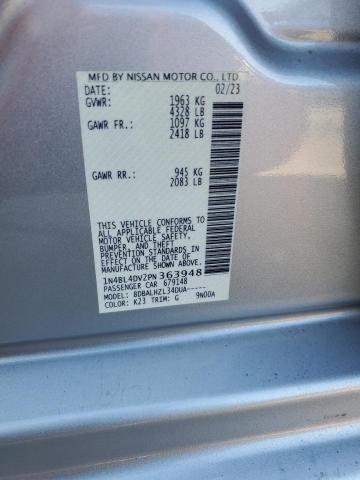 MFD BY NISSAN MOTOR CO., LTD.
DATE: 02/23
GVWR: 1963 KG
4328 LB
GAWR FR.: 1097 KG
2418 LB
GAWR RR.: 945 KG
2083 LB
THIS VEHICLE CONFORMS TO
ALL APPLICABLE FEDERAL
MOTOR VEHICLE SAFETY,
BUMPER, AND THEFT
PREVENTION STANDARDS IN
EFFECT ON THE DATE OF
MANUFACTURE SHOWN ABOVE.
1N4BL4DV2PN363948
PASSENGER CAR 679148
MODEL: BDBALHZL34DUA-----
COLOR: K23 TRIM: G 9N00A